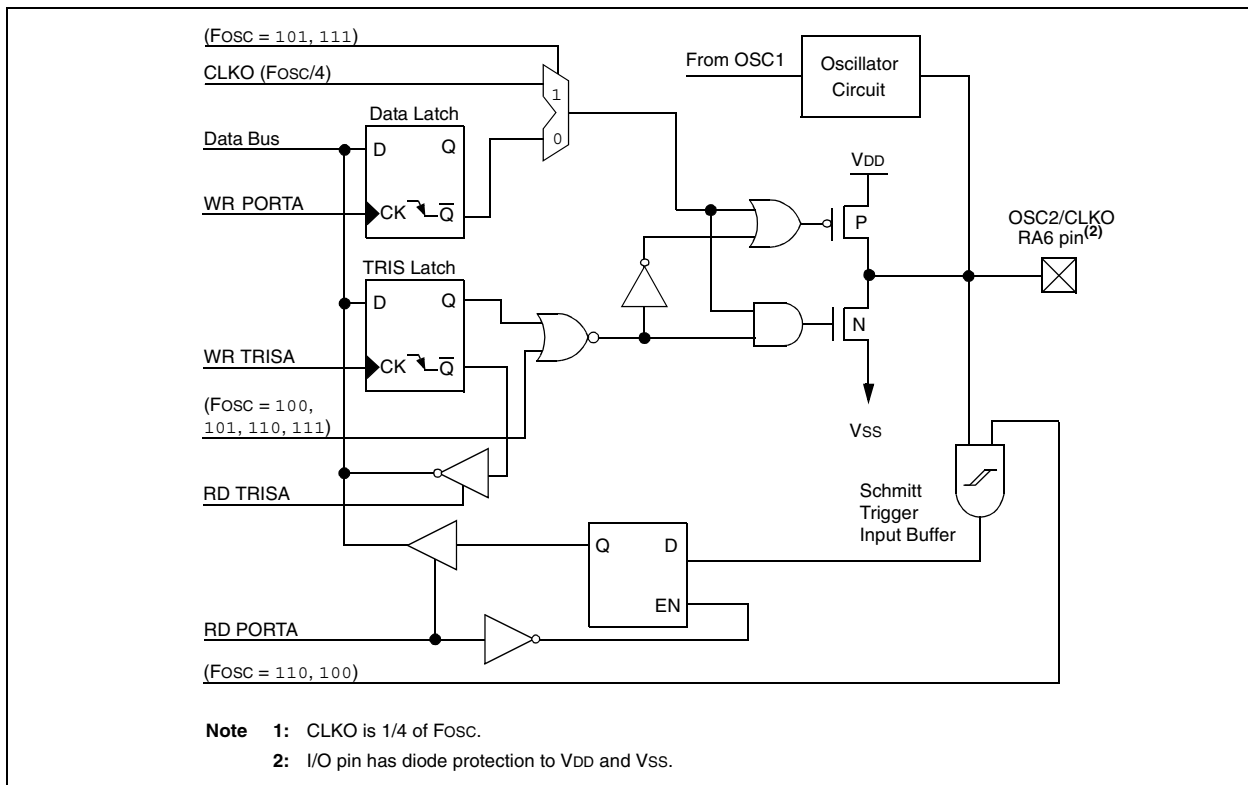 (FOSC = 101, 111)
CLKO (FOSC/4)
From OSC1
Oscillator
Circuit
1
0
Data Latch
Data Bus
D
Q
WR PORTA
CK
Q
VDD
P
OSC2/CLKO
RA6 pin(2)
TRIS Latch
D
Q
N
WR TRISA
CK
Q
VSS
(FOSC = 100,
101, 110, 111)
RD TRISA
Schmitt
Trigger
Input Buffer
Q
D
EN
RD PORTA
(FOSC = 110, 100)
Note 1: CLKO is 1/4 of FOSC.
2: I/O pin has diode protection to VDD and VSS.